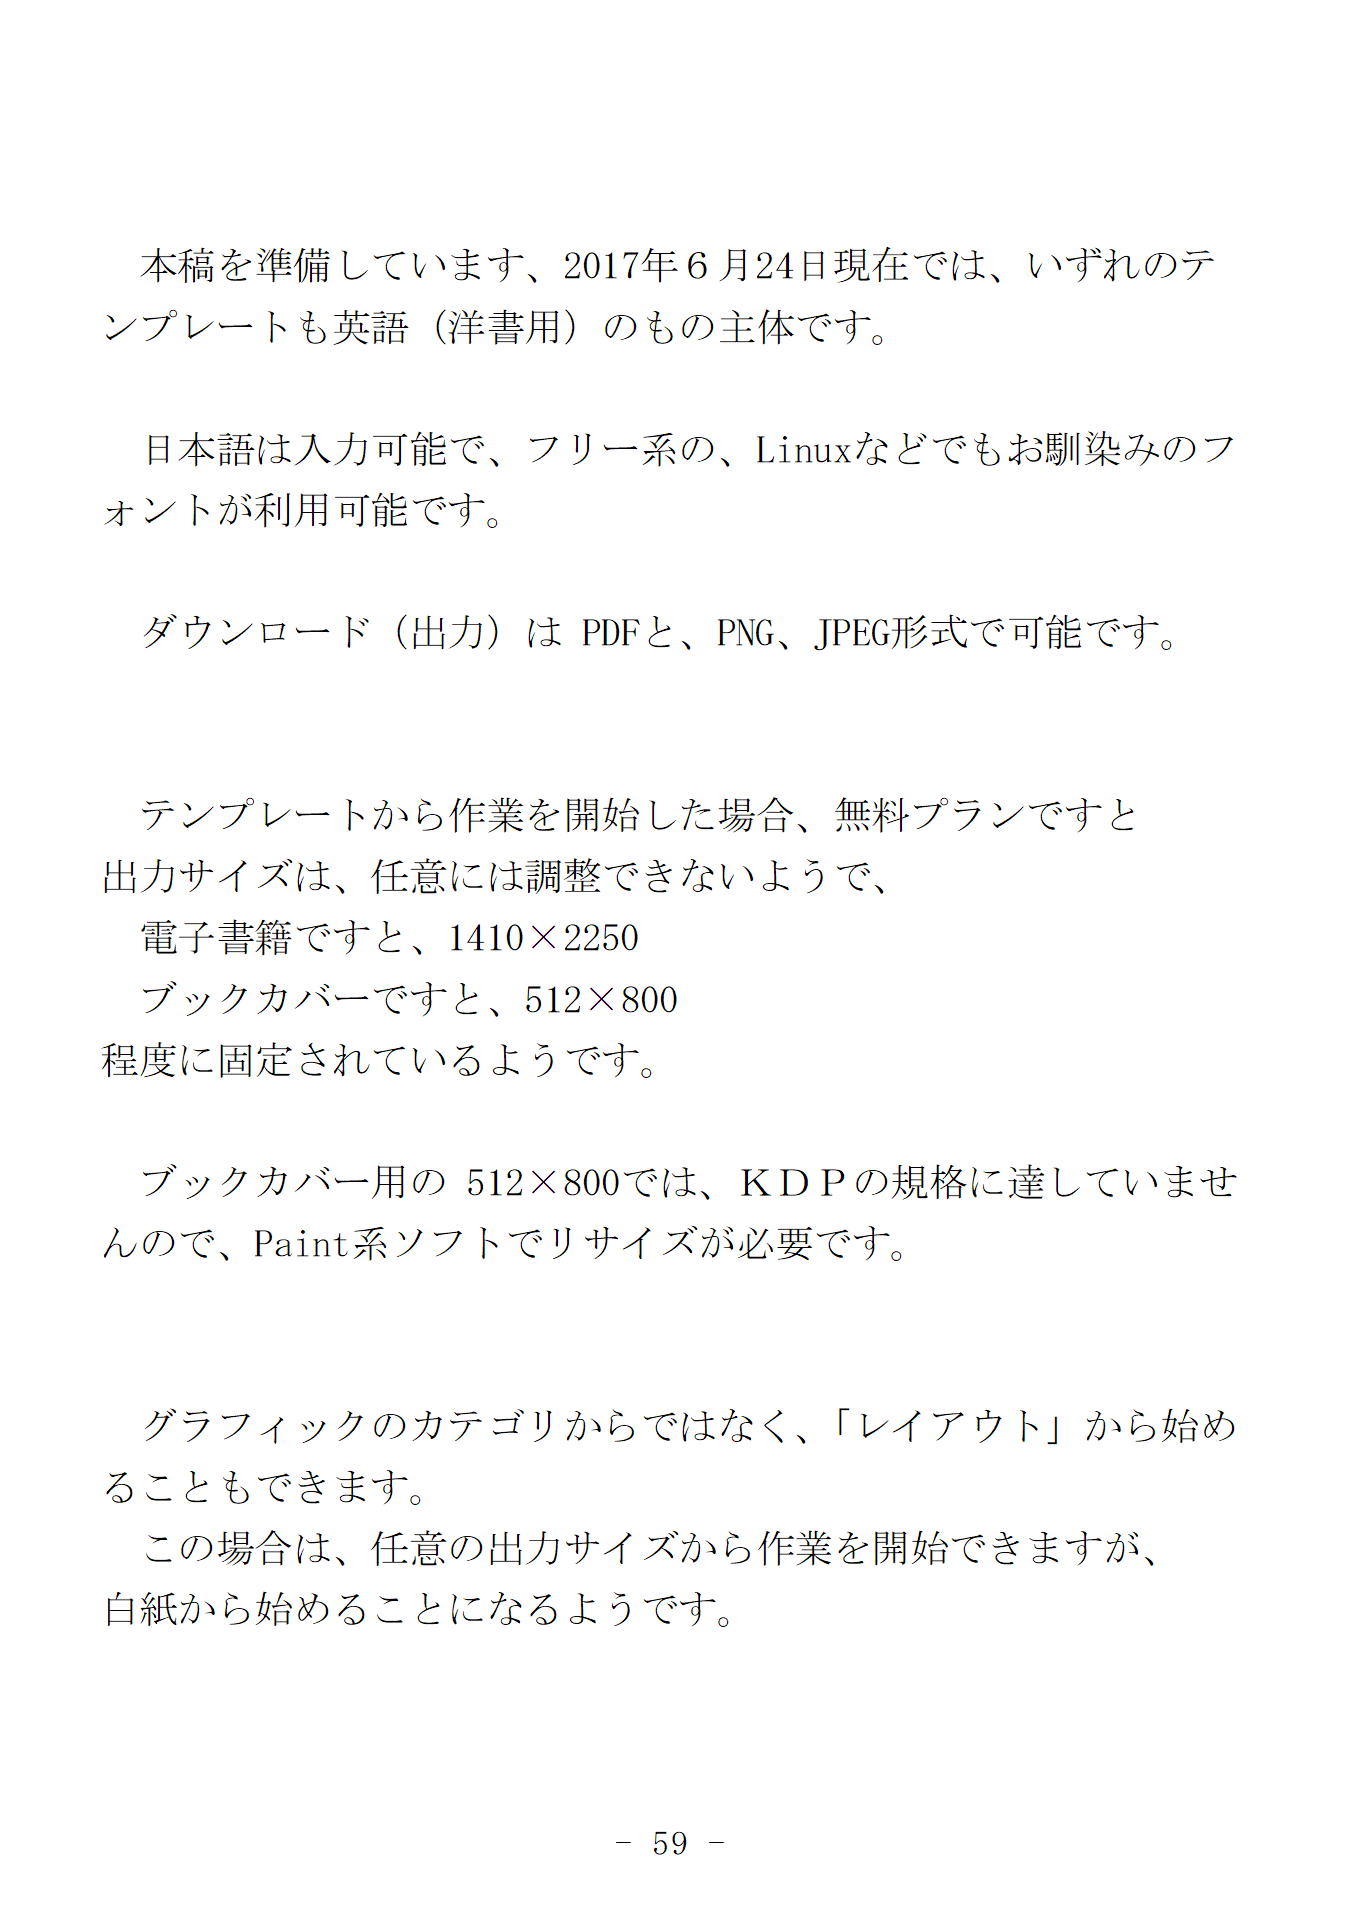 本稿を準備しています、2017年６月24日現在では、いずれのテ
ンプレートも英語（洋書用）のもの主体です。
　日本語は入力可能で、フリー系の、Linuxなどでもお馴染みのフ
ォントが利用可能です。
　ダウンロード（出力）は PDFと、PNG、JPEG形式で可能です。
　テンプレートから作業を開始した場合、無料プランですと
出力サイズは、任意には調整できないようで、
　電子書籍ですと、1410×2250
　ブックカバーですと、512×800
程度に固定されているようです。
　ブックカバー用の 512×800では、ＫＤＰの規格に達していませ
んので、Paint系ソフトでリサイズが必要です。
　グラフィックのカテゴリからではなく、「レイアウト」から始め
ることもできます。
　この場合は、任意の出力サイズから作業を開始できますが、
白紙から始めることになるようです。
- 59 -